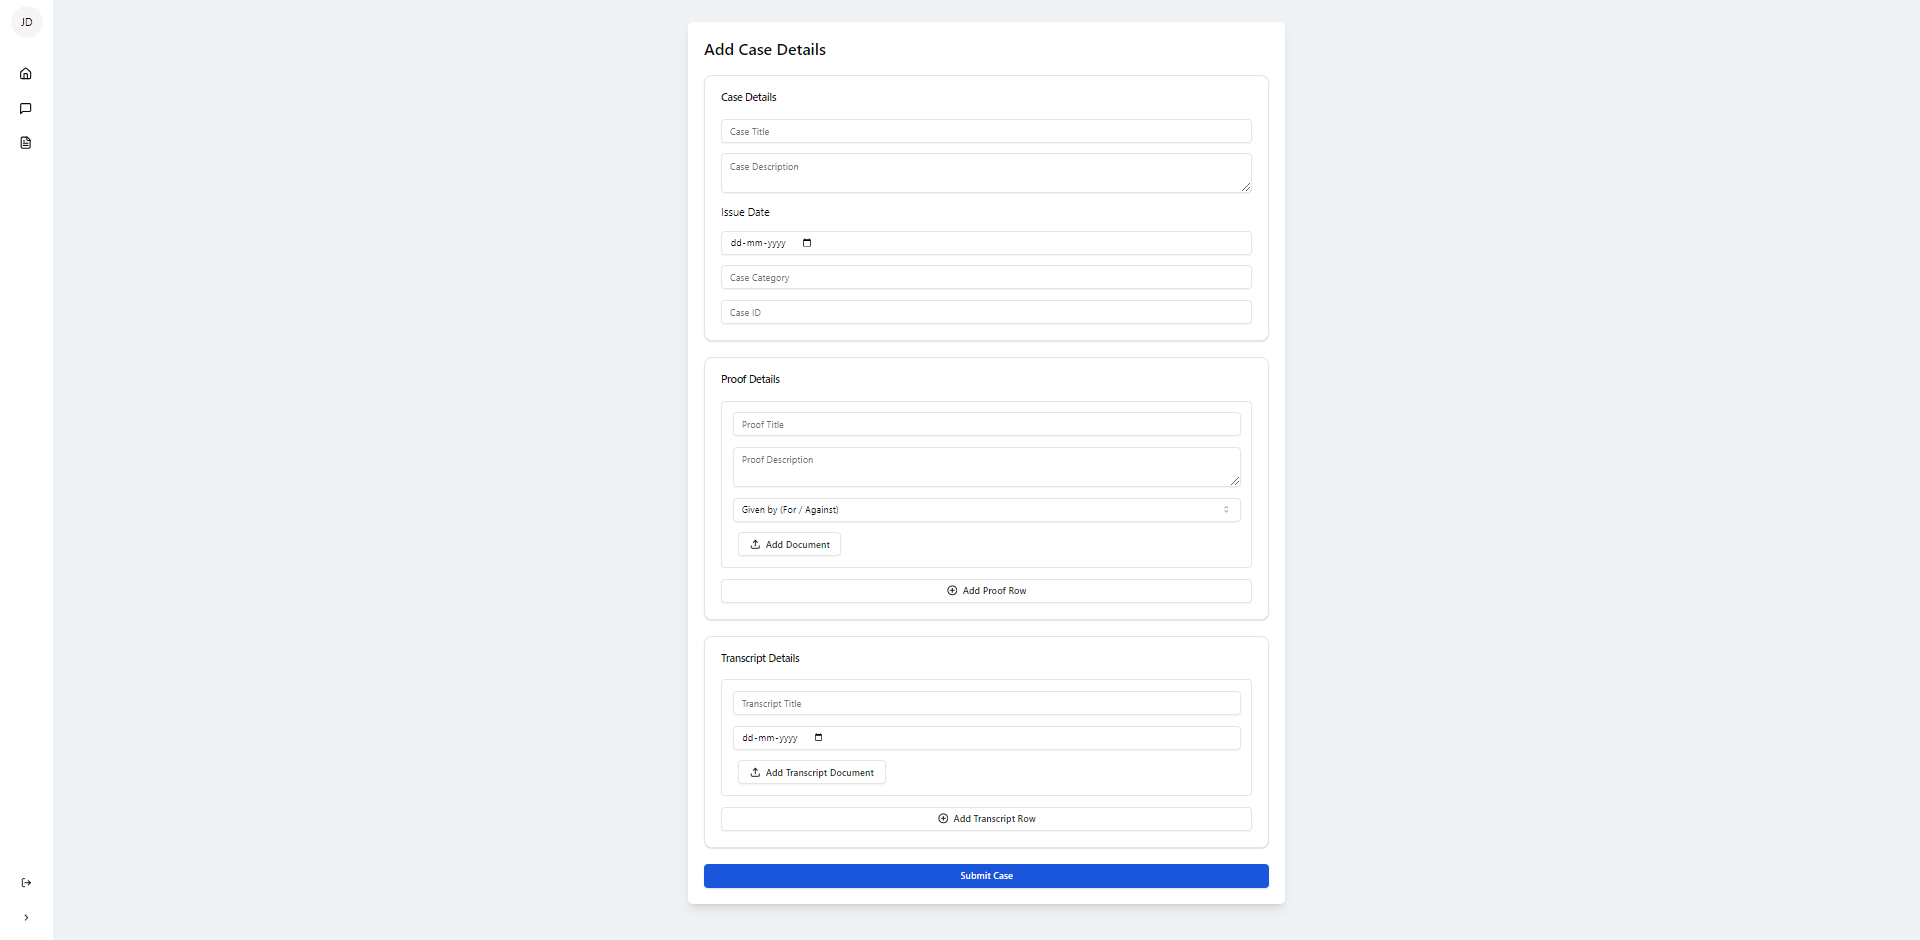 JD
Add Case Details
Case Details
Case Title
Case Description
Issue Date
dd-mm-yyyy
Case Category
Case ID
Proof Details
Proof Title
Proof Description
Given by (For / Against)
Add Document
Add Proof Row
Transcript Details
Transcript Title
dd-mm-yyyy
Add Transcript Document
Add Transcript Row
Submit Case